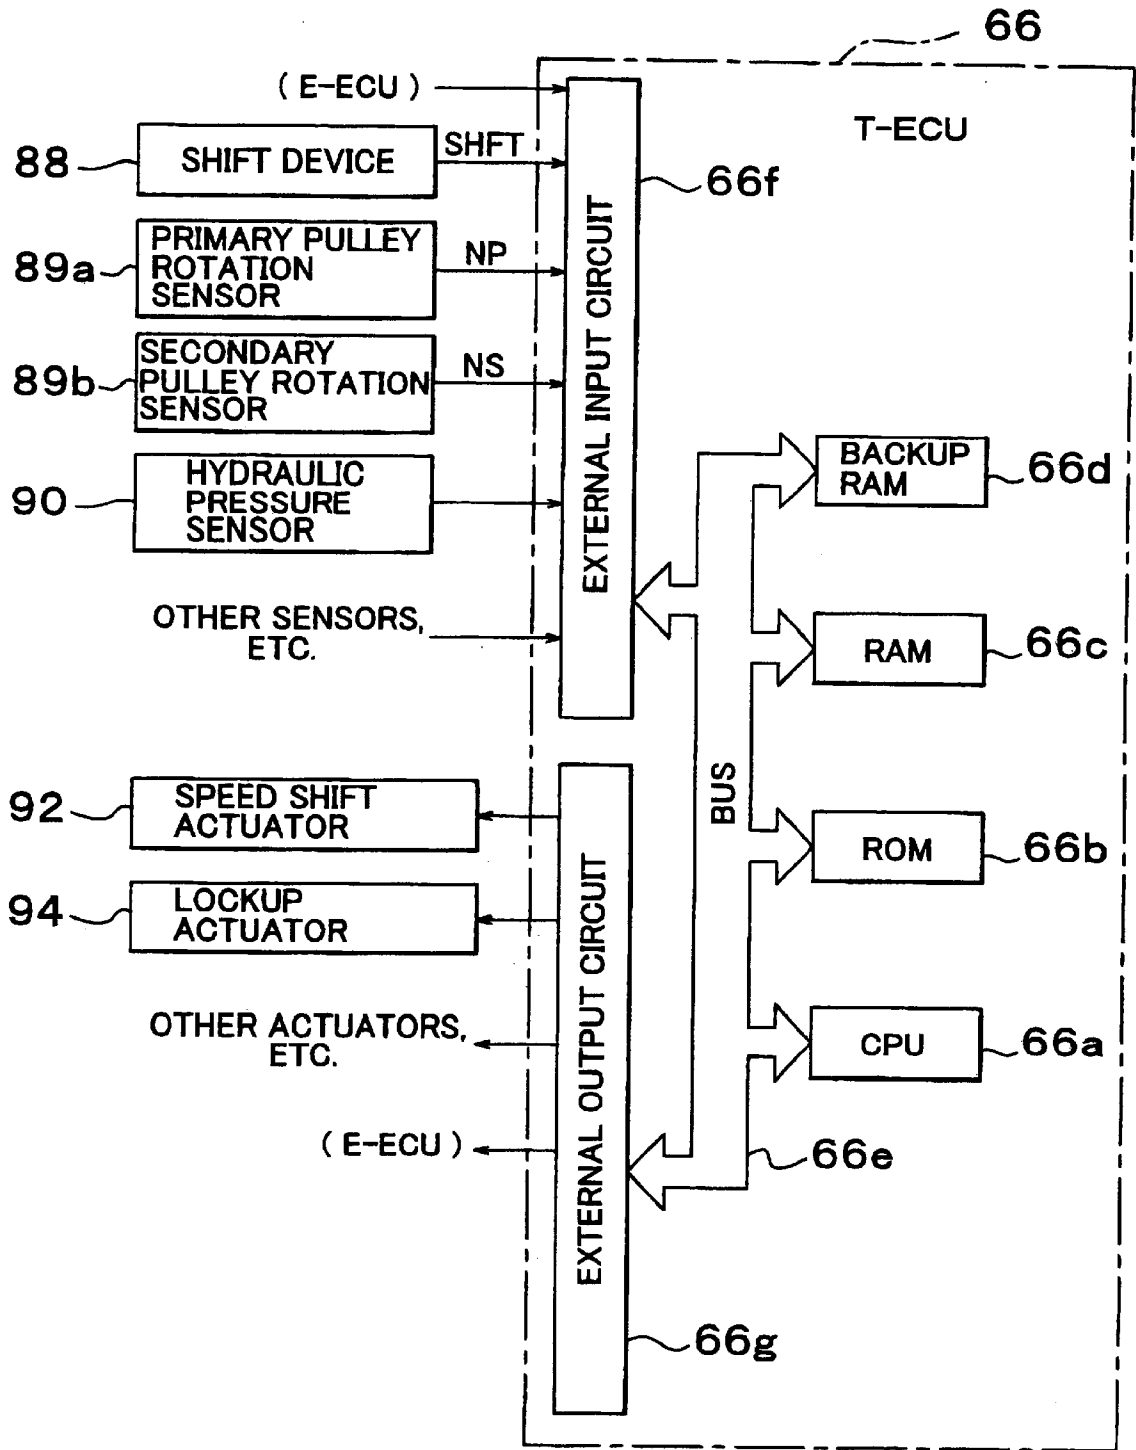 66
( E-ECU )
T-ECU
88
SHIFT DEVICE
SHFT
66f
89a
PRIMARY PULLEY
ROTATION
SENSOR
NP
89b
SECONDARY
PULLEY ROTATION
SENSOR
NS
90
HYDRAULIC
PRESSURE
SENSOR
EXTERNAL INPUT CIRCUIT
BACKUP
RAM
66d
OTHER SENSORS,
ETC.
RAM
66c
BUS
92
SPEED SHIFT
ACTUATOR
ROM
66b
94
LOCKUP
ACTUATOR
EXTERNAL OUTPUT CIRCUIT
OTHER ACTUATORS,
ETC.
CPU
66a
( E-ECU )
66e
66g